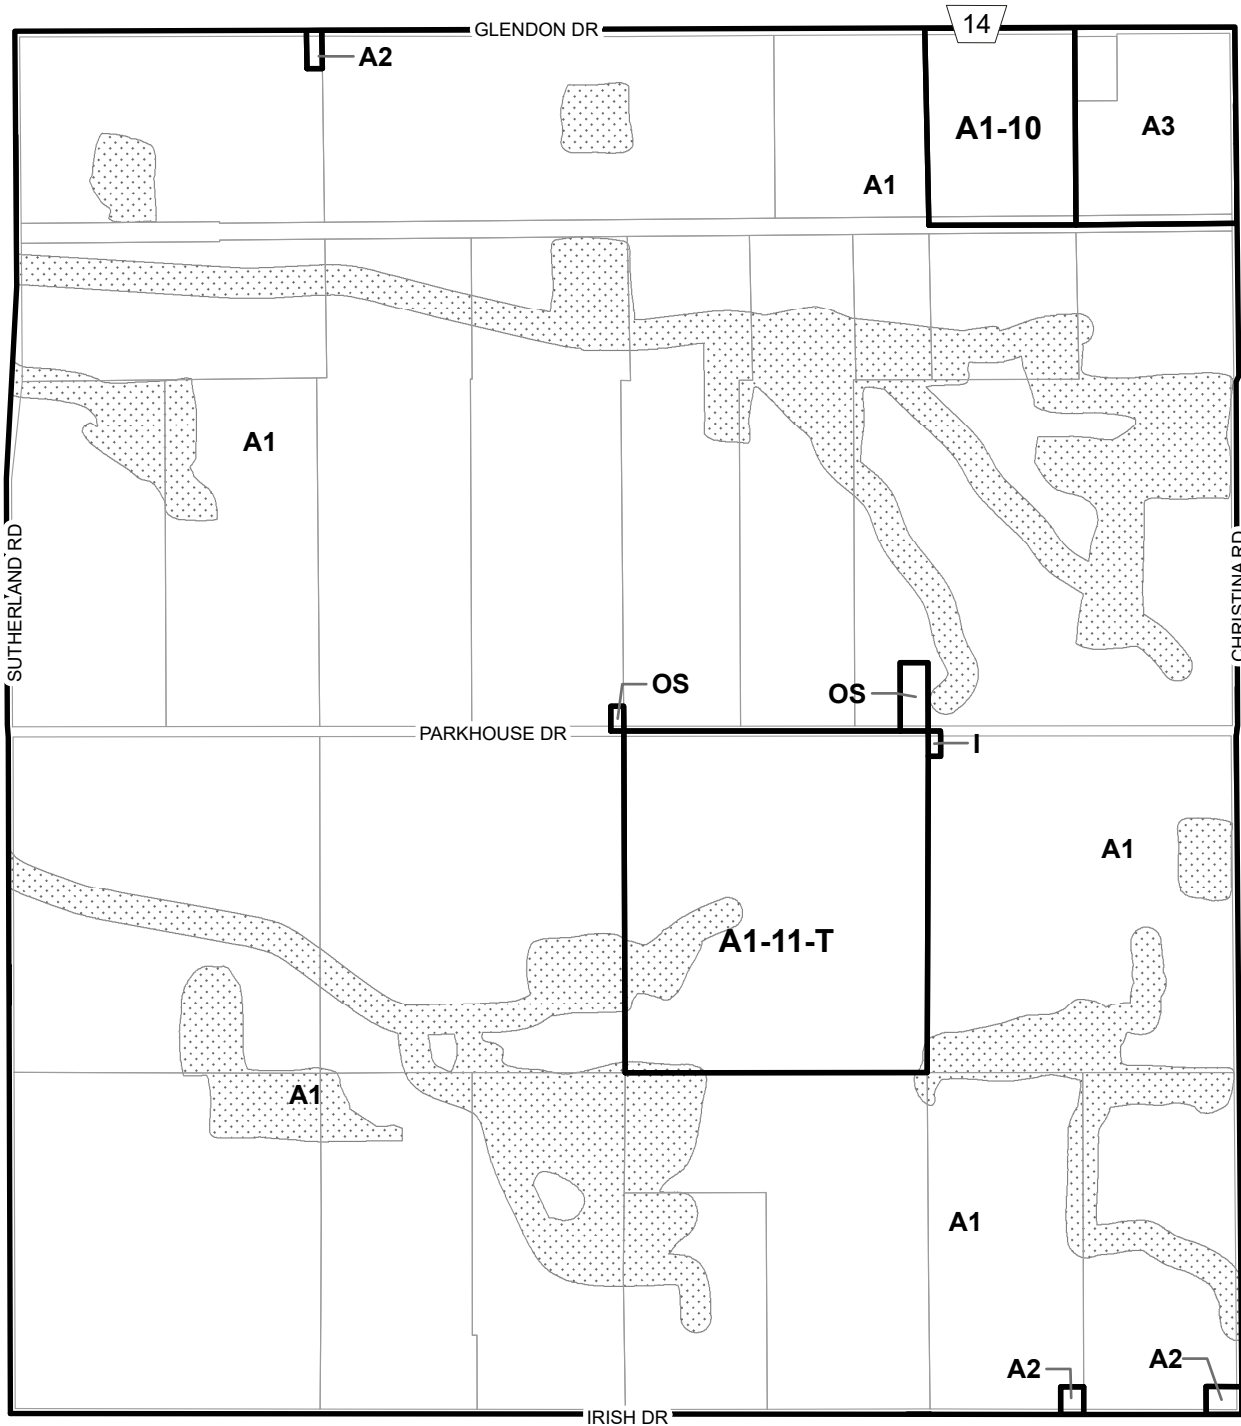 GLENDON DR
14
A2
A1-10
A3
A1
A1
SUTHERLAND RD
CHRISTINA RD
OS
OS
PARKHOUSE DR
I
A1
A1-11-T
A1
A1
A2
A2
IRISH DR